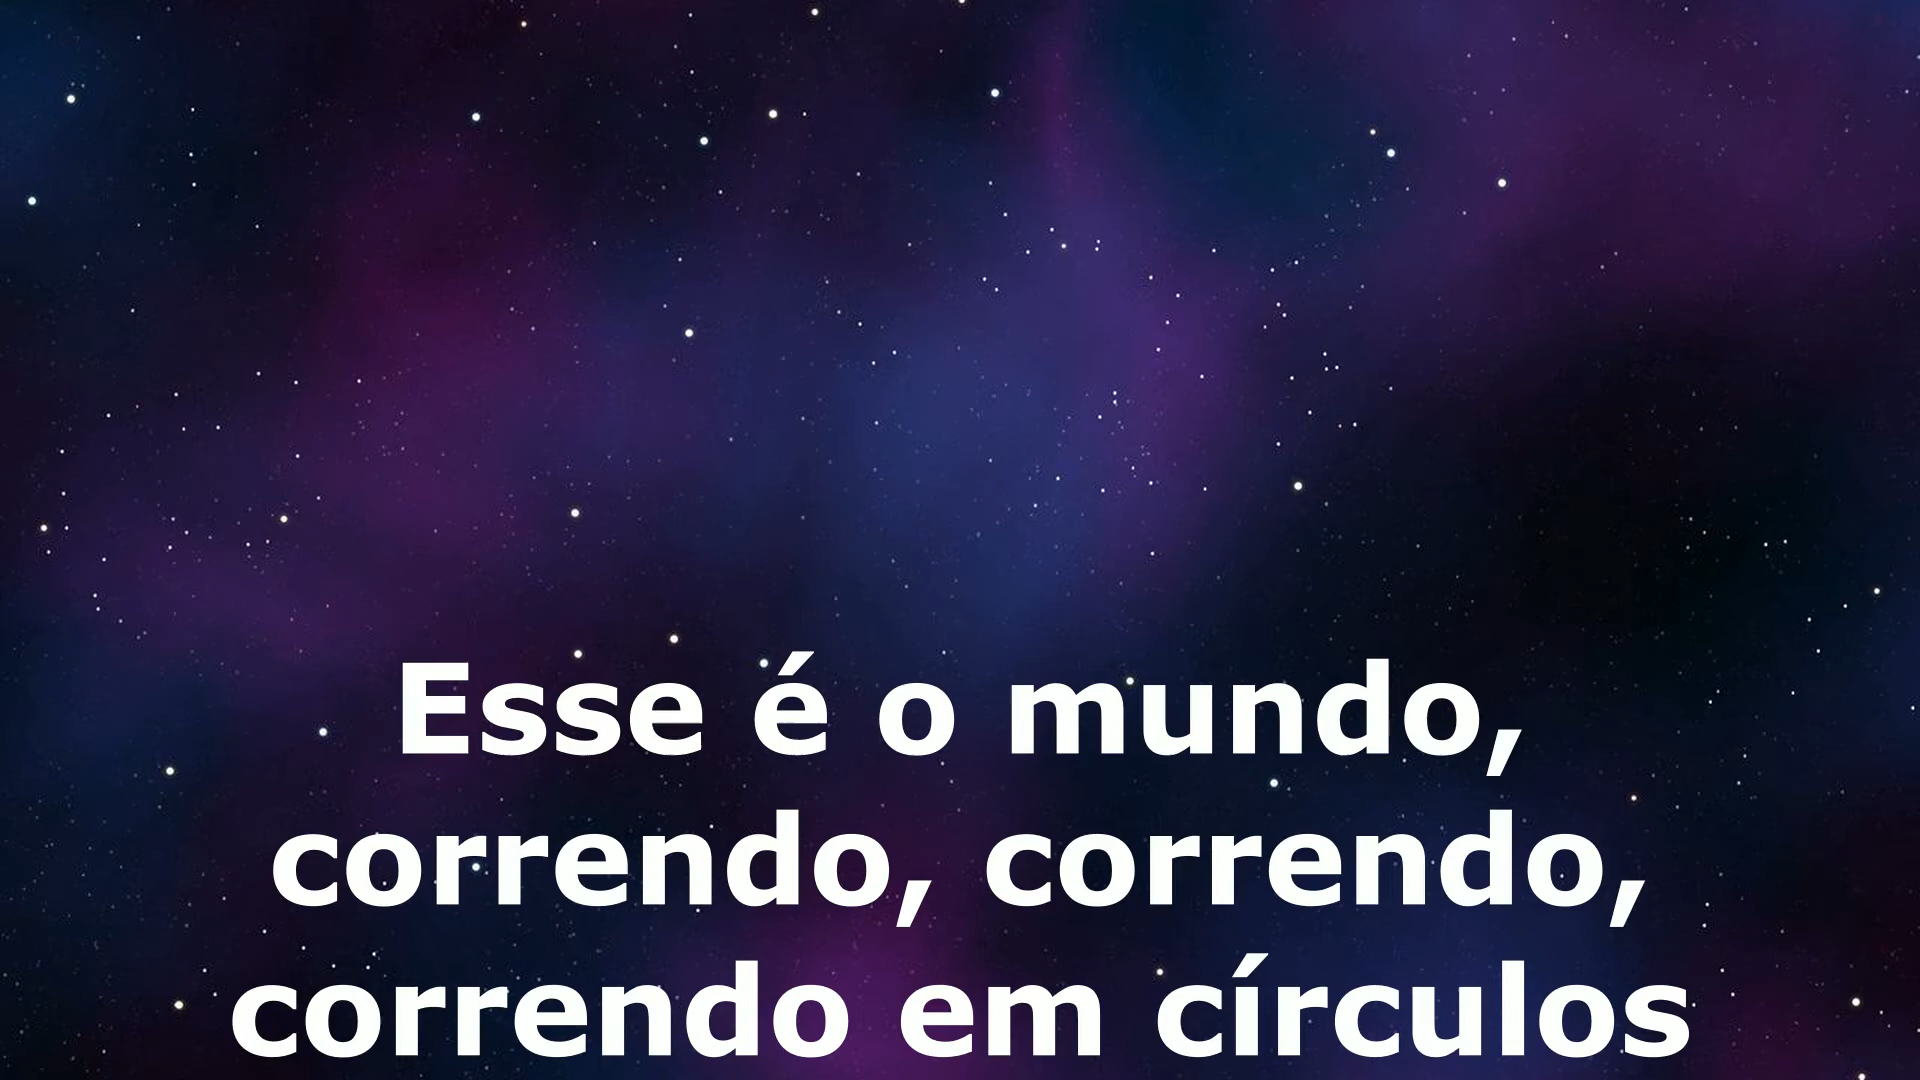 Esse é o mundo,
correndo, correndo,
correndo em círculos